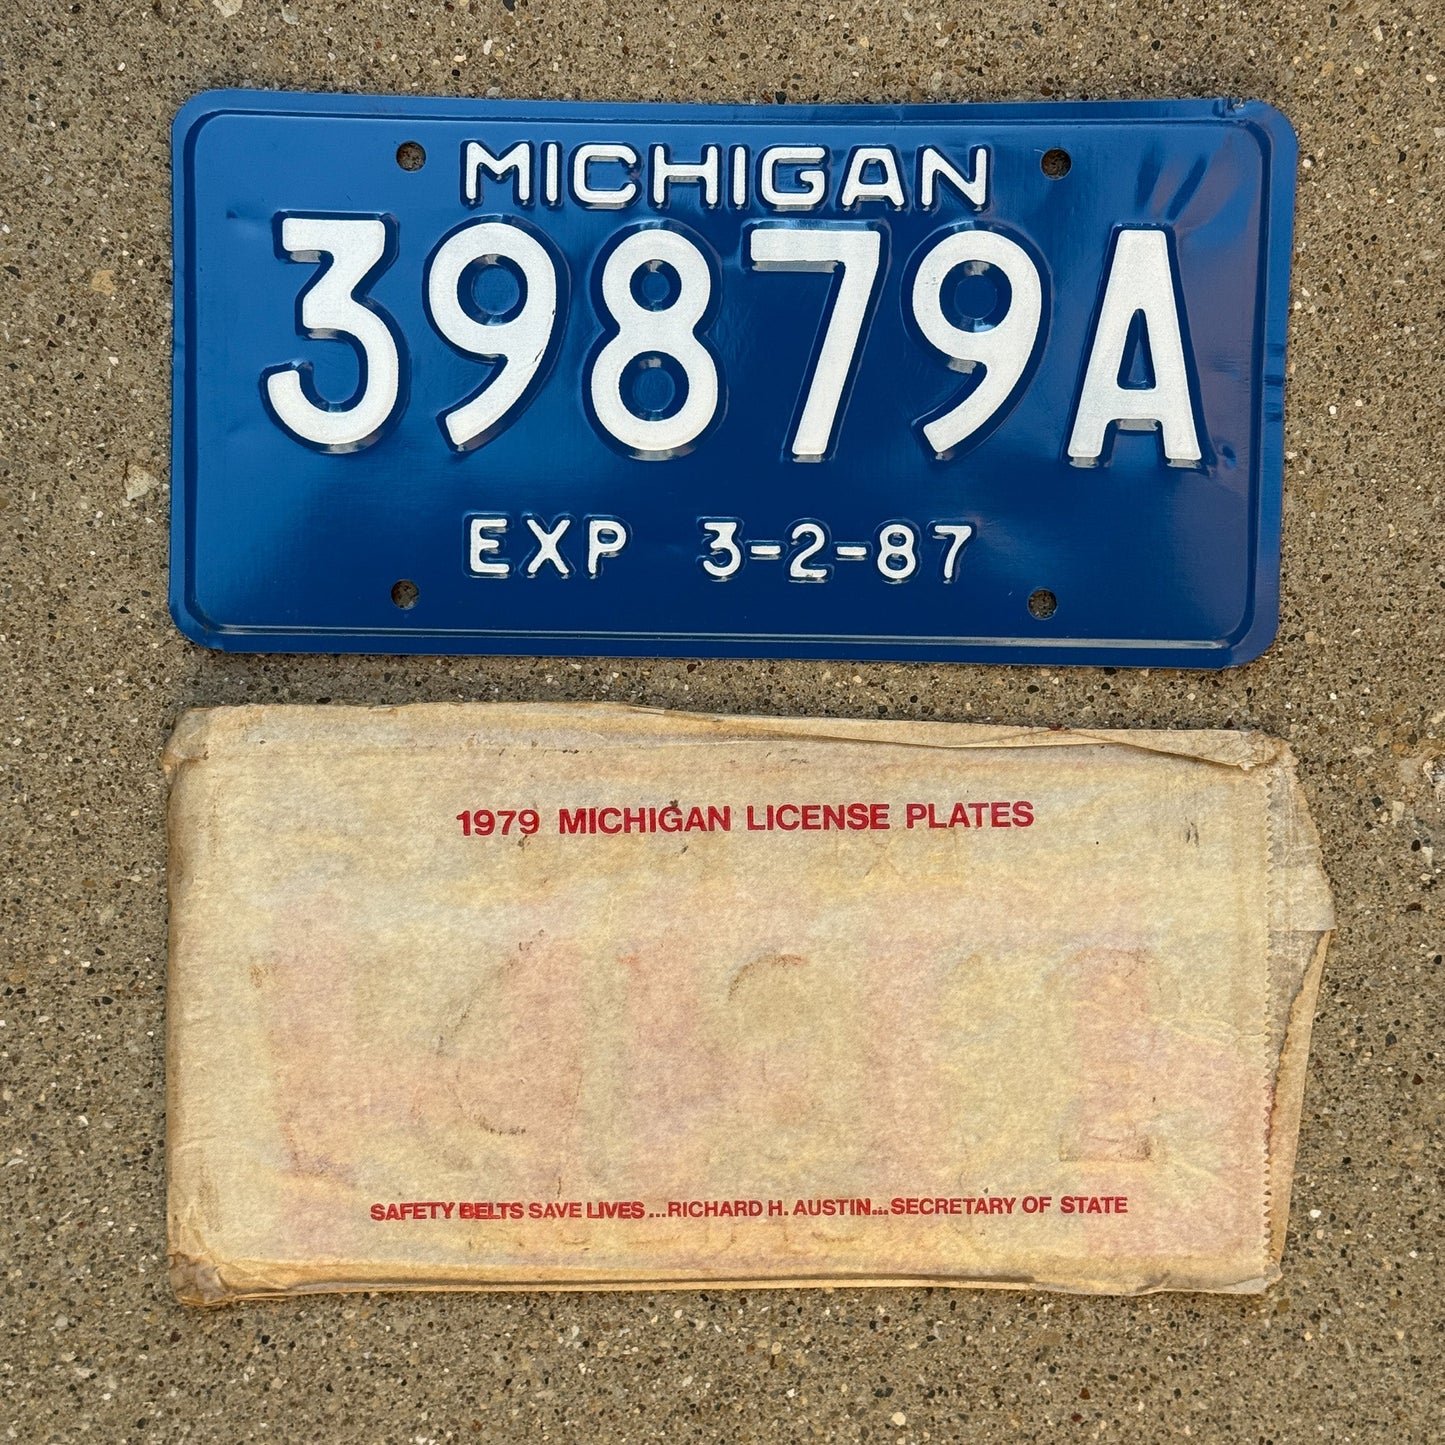 MICHIGAN
39879A
EXP 3-2-87
1979 MICHIGAN LICENSE PLATES
SAFETY BELTS SAVE LIVES...RICHARD H. AUSTIN...SECRETARY OF STATE